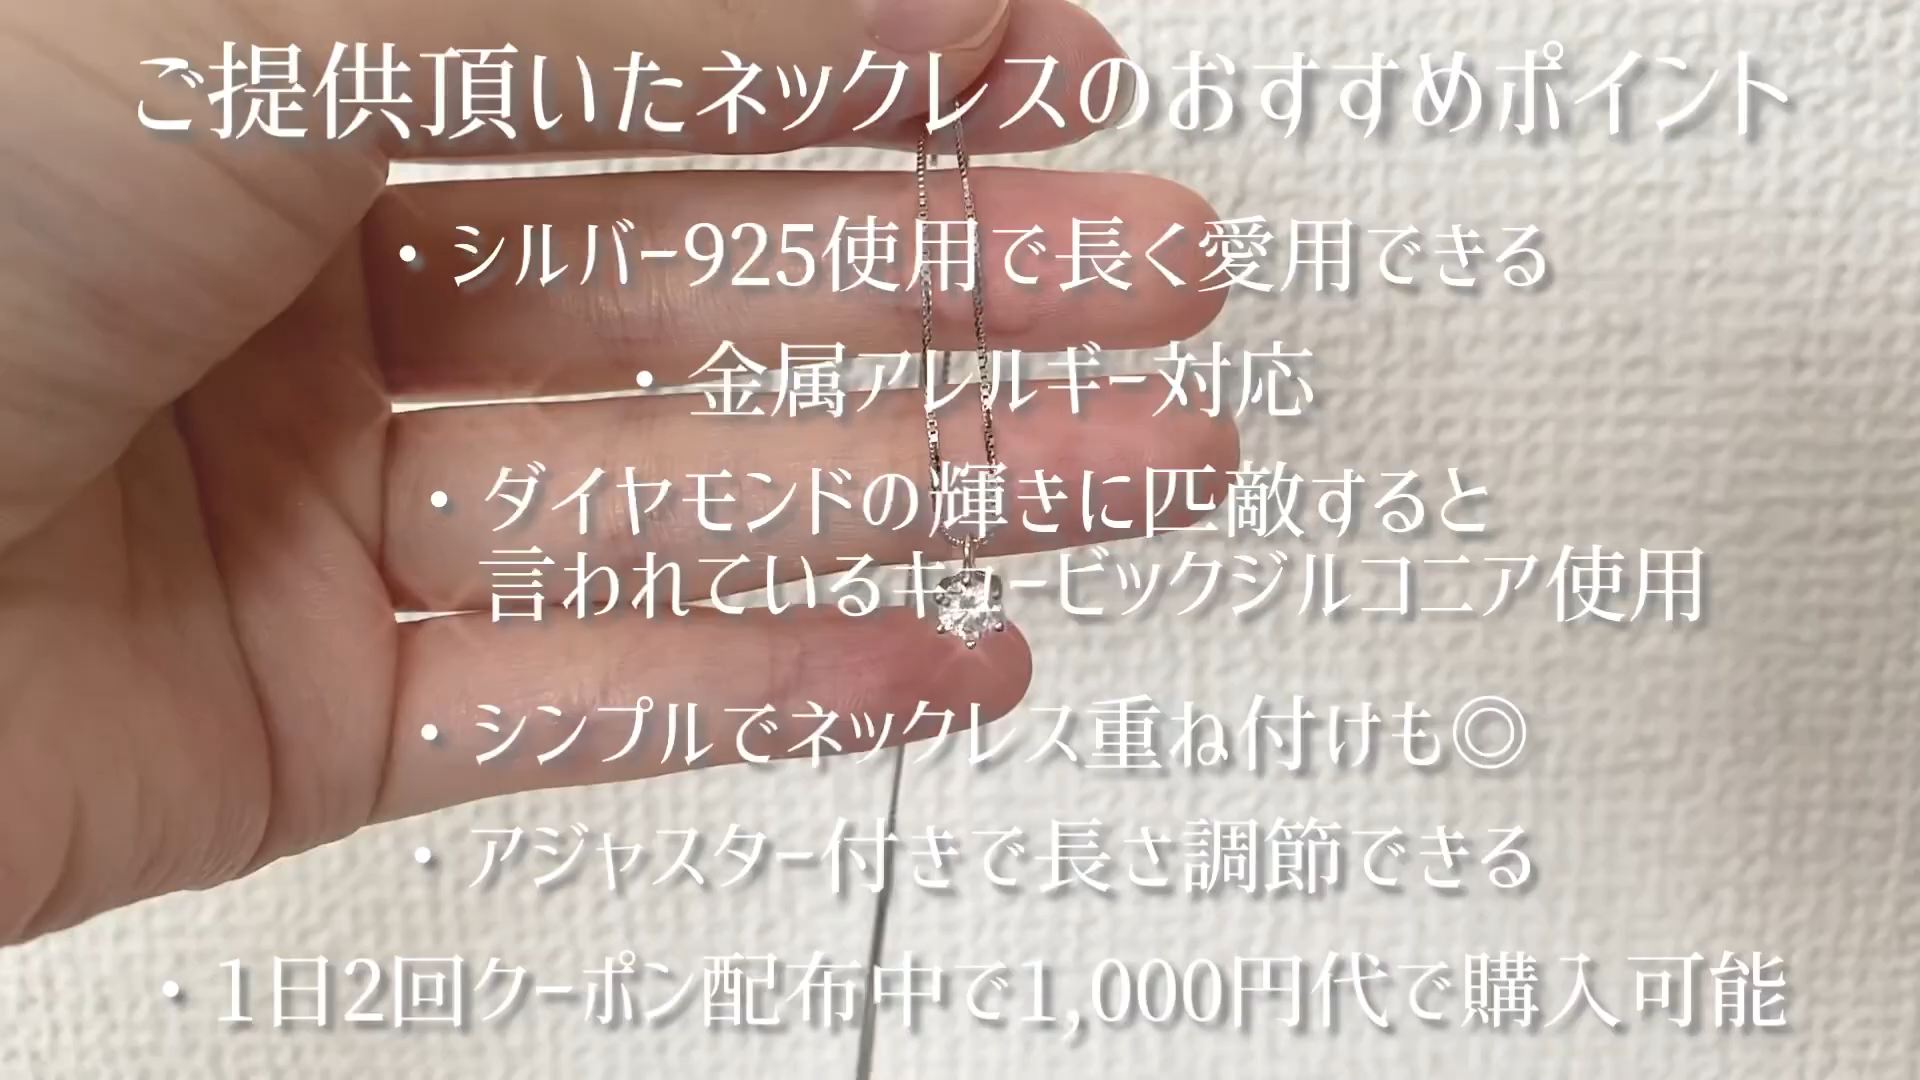 ご提供頂いたネックレスのおすすめポイント
・シルバー925使用で長く愛用できる
・金属アレルギー対応
・ダイヤモンドの輝きに匹敵すると
言われているキュービックジルコニア使用
・シンプルでネックレス重ね付けも◎
・アジャスター付きで長さ調節できる
・1日2回クーポン配布中で1,000円代で購入可能